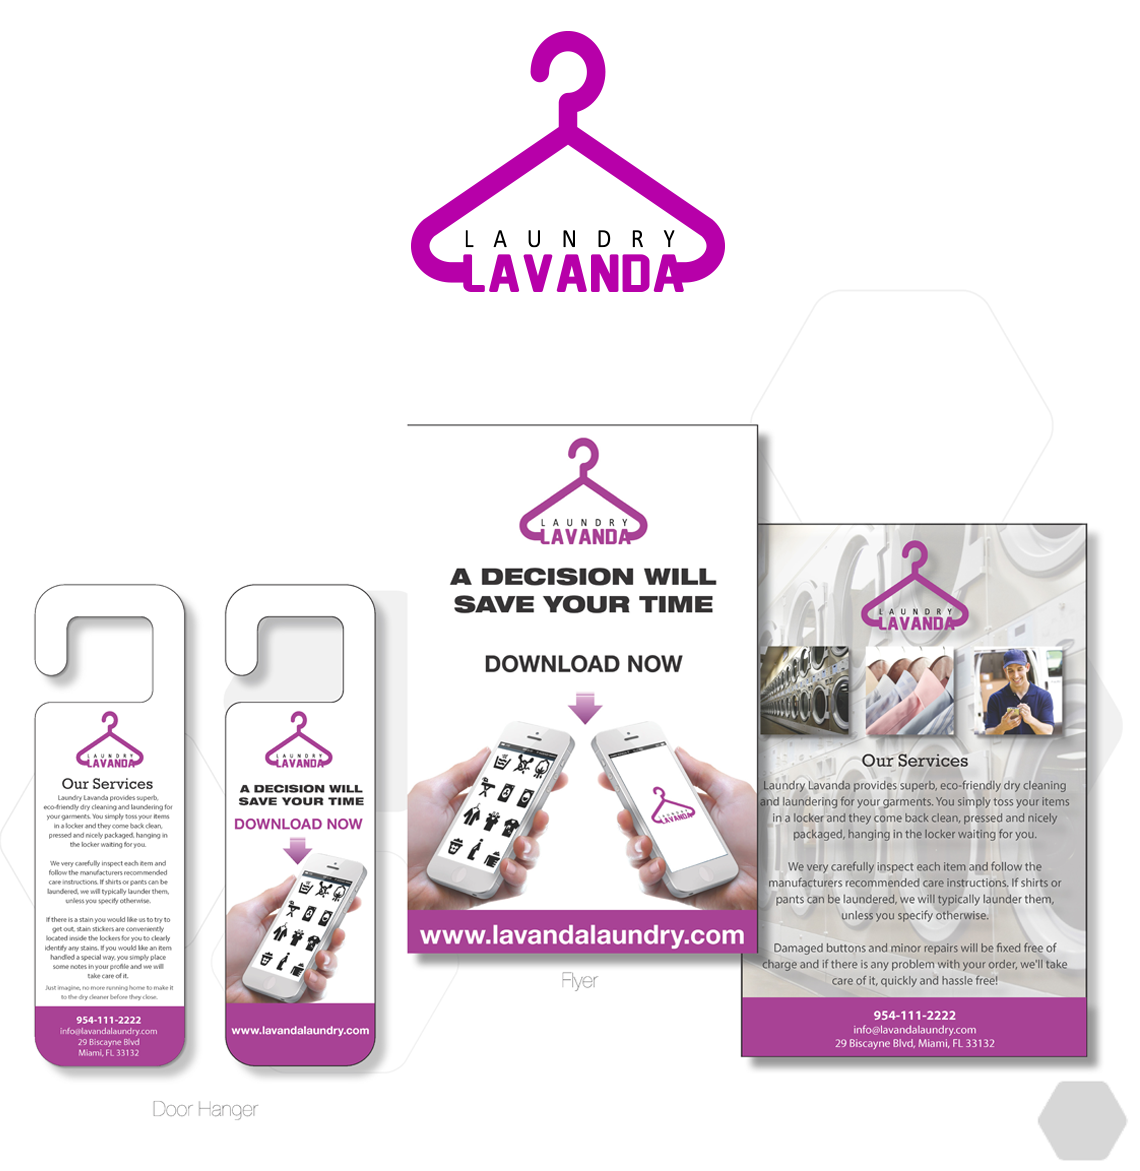 LAUNDRY
LAVANDA
LAUNDRY
LAVANDA
A DECISION WILL
SAVE YOUR TIME
DOWNLOAD NOW
LAVANDA
www.lavandalaundry.com
Flyer
LAUNDRY
LAVANDA
Our Services
Laundry Lavanda provides superb, eco-friendly dry cleaning
and laundering for your garments. You simply toss your items
in a locker and they come back clean, pressed and nicely
packaged, hanging in the locker waiting for you.
We very carefully inspect each item and follow the
manufacturers recommended care instructions. If shirts or
pants can be laundered, we will typically launder them,
unless you specify otherwise.
Damaged buttons and minor repairs will be fixed free of
charge and if there is any problem with your order, we'll take
care of it, quickly and hassle free!
954-111-2222
info@lavandalaundry.com
29 Biscayne Blvd, Miami, FL 33132
LAUNDRY
LAVANDA
Our Services
Laundry Lavanda provides superb,
eco-friendly dry cleaning and laundering for
your garments. You simply toss your items
in a locker and they come back clean,
pressed and nicely packaged, hanging in
the locker waiting for you.
We very carefully inspect each item and
follow the manufacturers recommended
care instructions. If shirts or pants can be
laundered, we will typically launder them,
unless you specify otherwise.
If there is a stain you would like us to try to
get out, stain stickers are conveniently
located inside the lockers for you to clearly
identify any stains. If you would like an item
handled a special way, you simply place
some notes in your profile and we will
take care of it.
Just imagine, no more running home to make it
to the dry cleaner before they close.
954-111-2222
info@lavandalaundry.com
29 Biscayne Blvd
Miami, FL 33132
LAUNDRY
LAVANDA
A DECISION WILL
SAVE YOUR TIME
DOWNLOAD NOW
www.lavandalaundry.com
Door Hanger